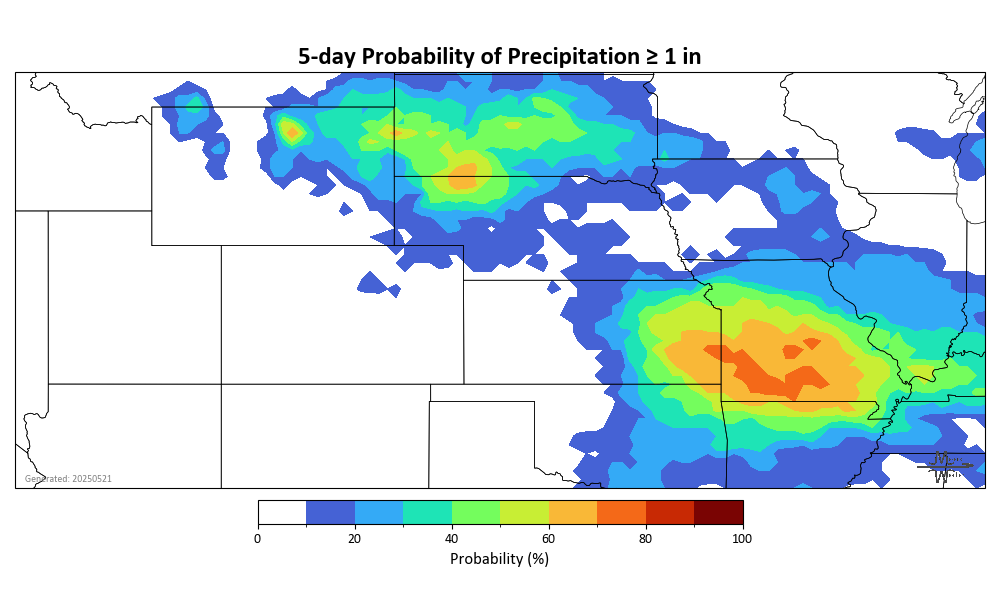 5-day Probability of Precipitation ≥ 1 in
Generated: 20250521
0 20 40 60 80 100
Probability (%)